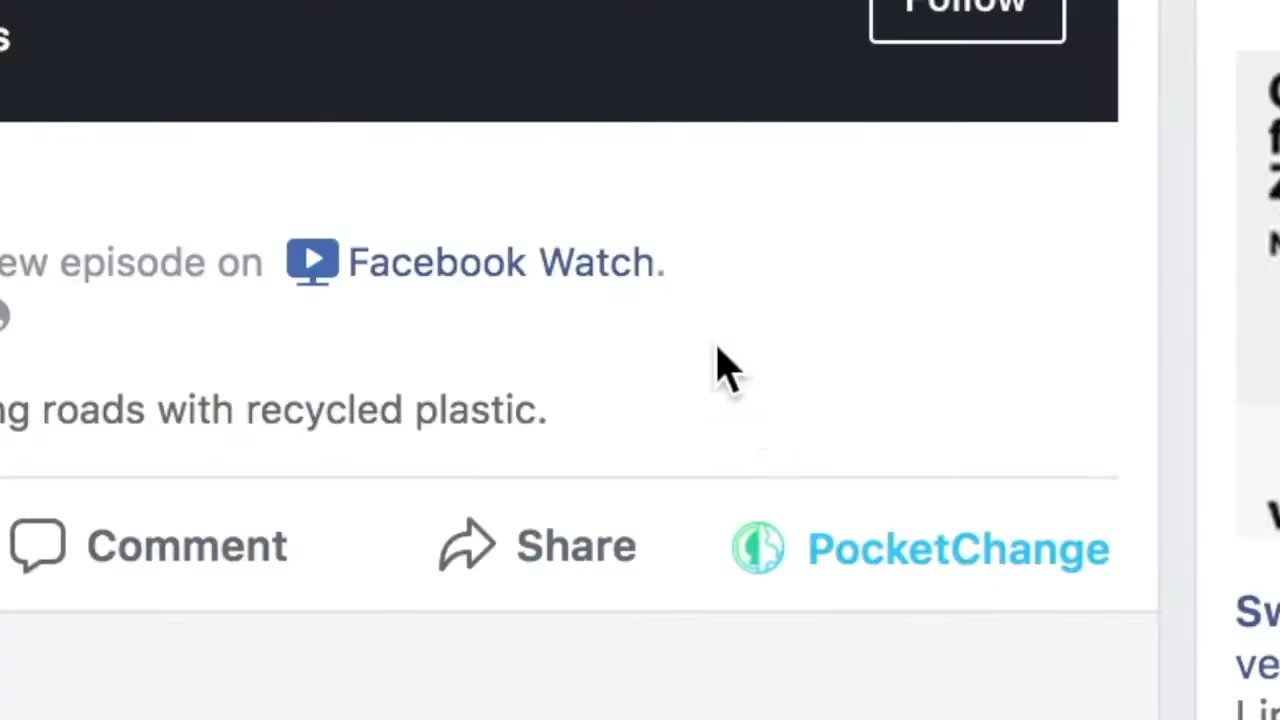 Follow
s
ew episode on Facebook Watch.
ng roads with recycled plastic.
Comment
Share
PocketChange
Sw
ve